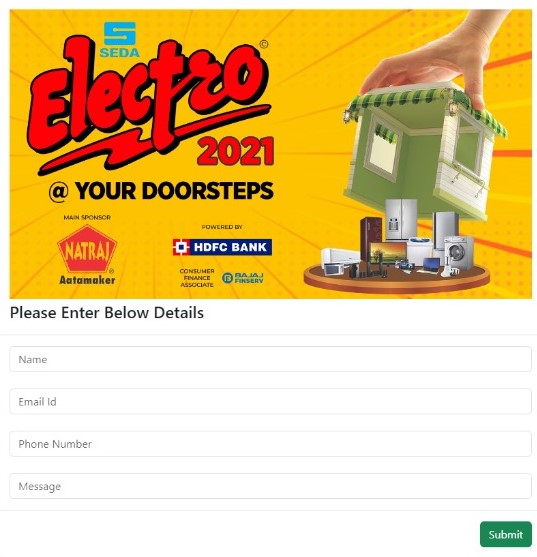 SEDA
Electro ©
2021
@ YOUR DOORSTEPS
MAIN SPONSOR
NATRAJ ®
Aatamaker
POWERED BY
HDFC BANK
CONSUMER
FINANCE
ASSOCIATE
B BAJAJ
FINSERV
Please Enter Below Details
Name
Email Id
Phone Number
Message
Submit